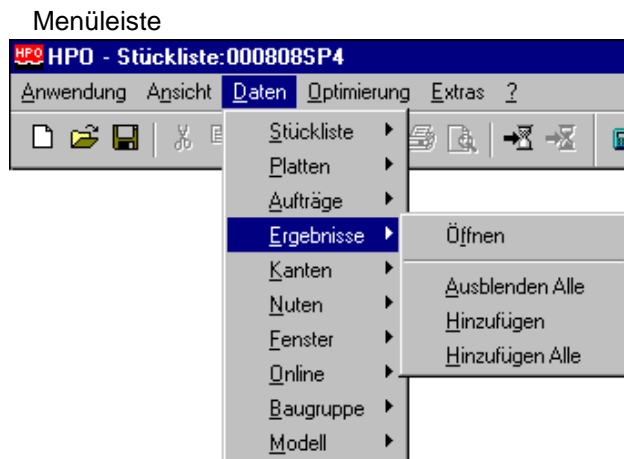 Menüleiste
HPO HPO - Stückliste:000808SP4
Anwendung Ansicht Daten Optimierung Extras ?
Stückliste
Platten
Aufträge
Ergebnisse
Öffnen
Kanten
Ausblenden Alle
Nuten
Hinzufügen
Fenster
Hinzufügen Alle
Online
Baugruppe
Modell